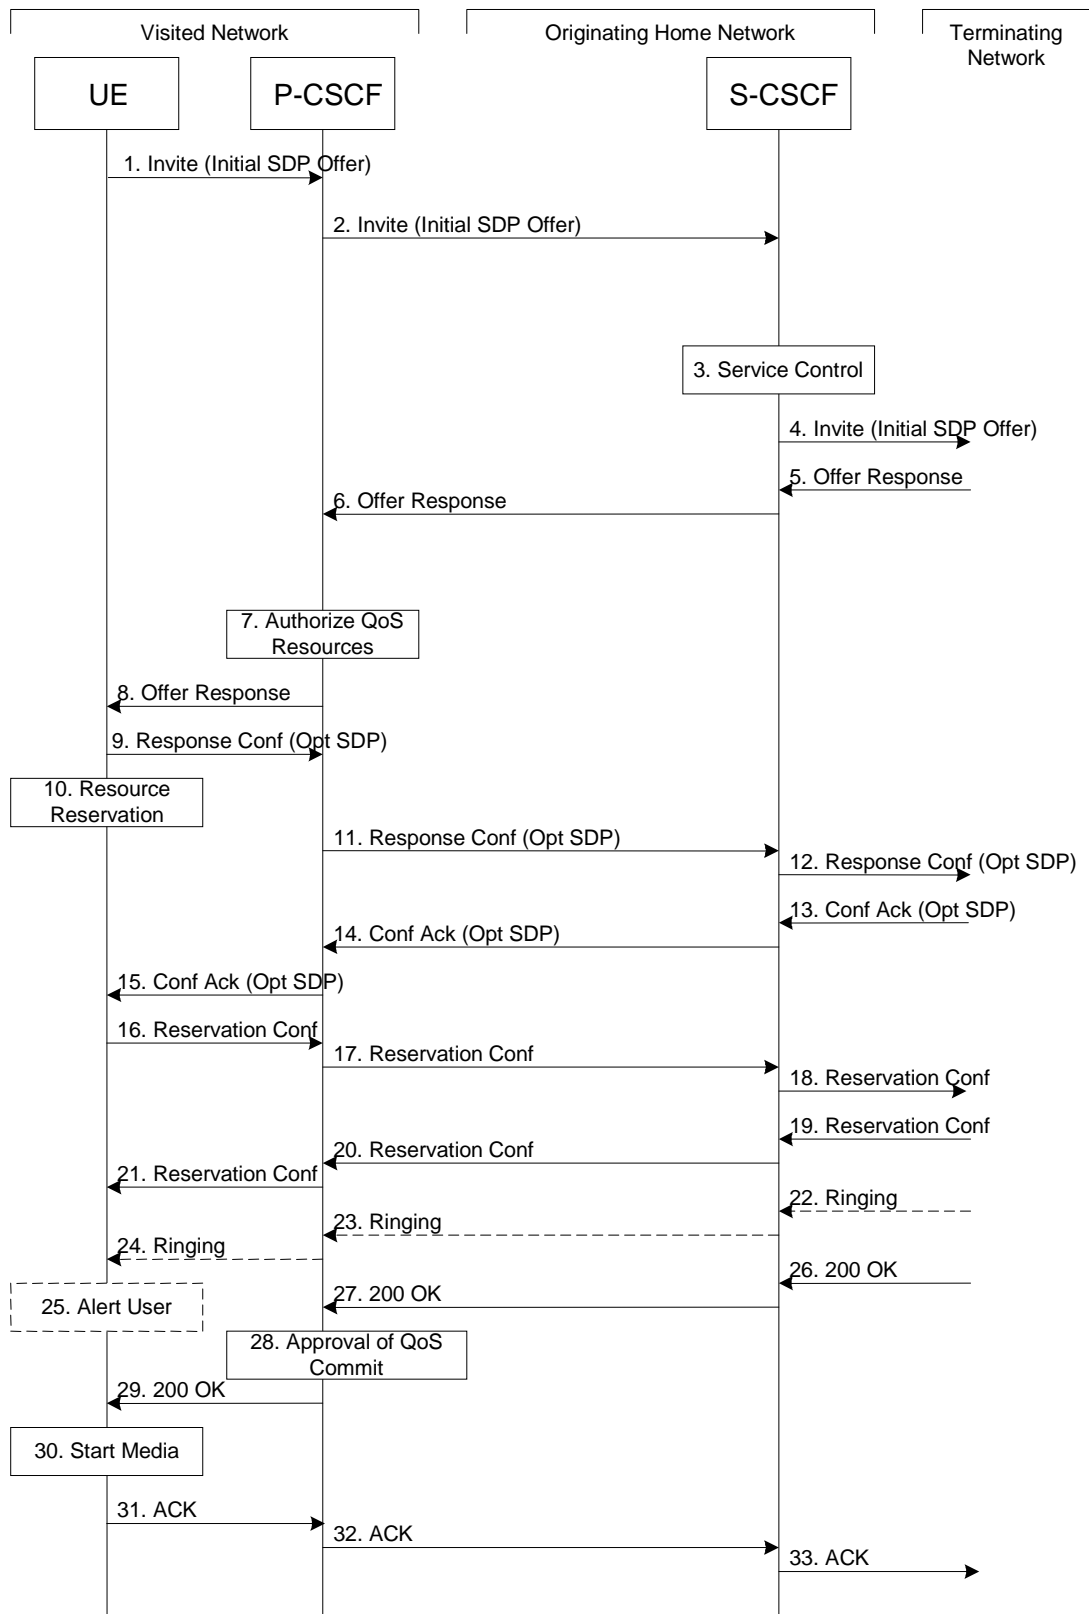 Visited Network
Originating Home Network
Terminating
Network
UE
P-CSCF
S-CSCF
1. Invite (Initial SDP Offer)
2. Invite (Initial SDP Offer)
3. Service Control
4. Invite (Initial SDP Offer)
5. Offer Response
6. Offer Response
7. Authorize QoS
Resources
8. Offer Response
9. Response Conf (Opt SDP)
10. Resource
Reservation
11. Response Conf (Opt SDP)
12. Response Conf (Opt SDP)
13. Conf Ack (Opt SDP)
14. Conf Ack (Opt SDP)
15. Conf Ack (Opt SDP)
16. Reservation Conf
17. Reservation Conf
18. Reservation Conf
19. Reservation Conf
20. Reservation Conf
21. Reservation Conf
22. Ringing
23. Ringing
24. Ringing
25. Alert User
26. 200 OK
27. 200 OK
28. Approval of QoS
Commit
29. 200 OK
30. Start Media
31. ACK
32. ACK
33. ACK